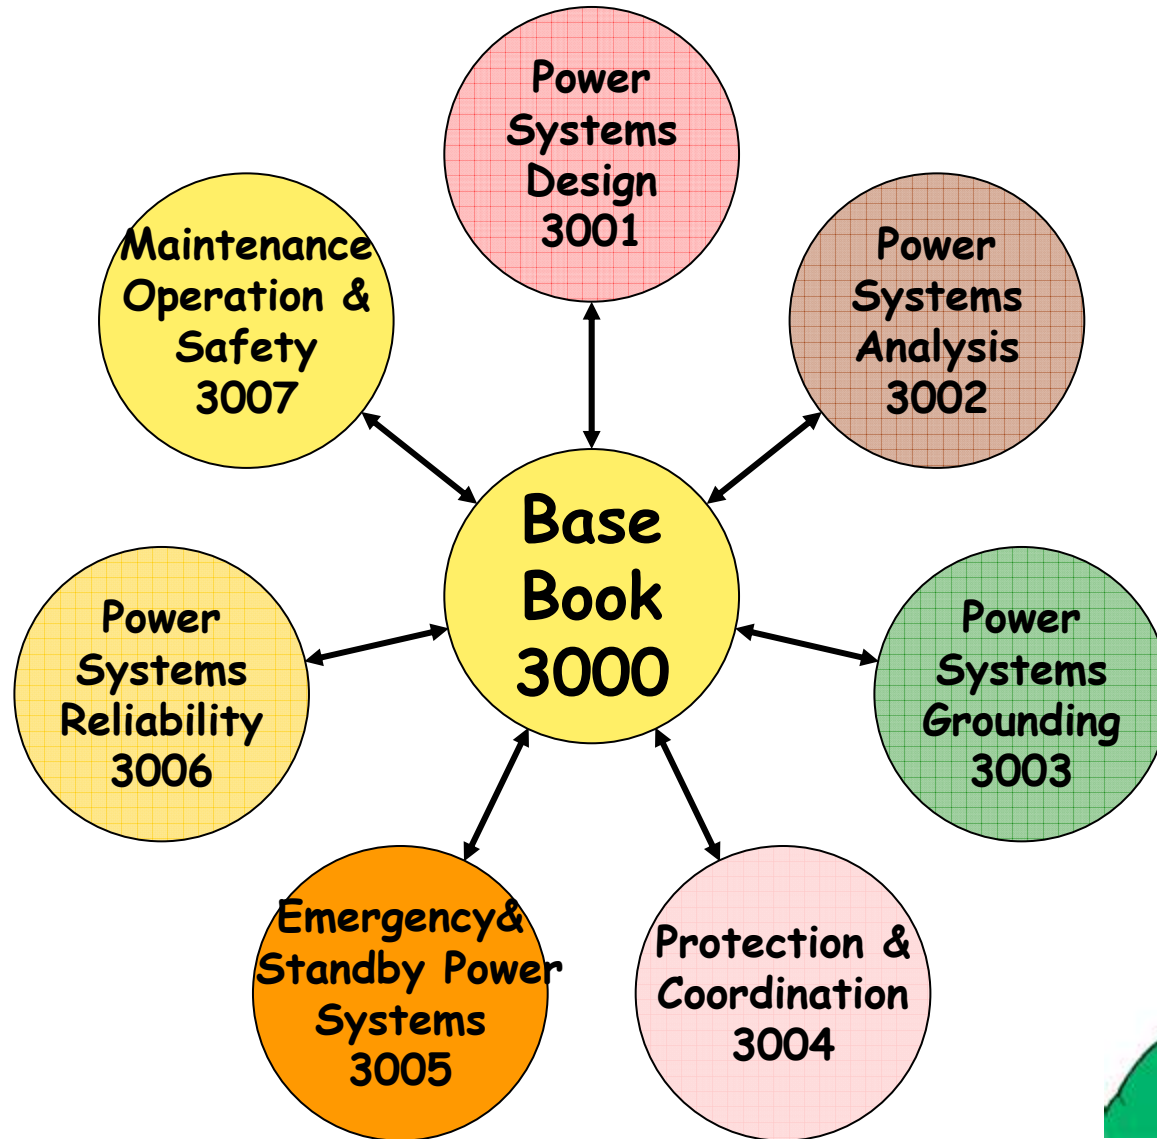 Power
Systems
Design
3001
Maintenance
Operation &
Safety
3007
Power
Systems
Analysis
3002
Base
Book
3000
Power
Systems
Reliability
3006
Power
Systems
Grounding
3003
Emergency&
Standby Power
Systems
3005
Protection &
Coordination
3004